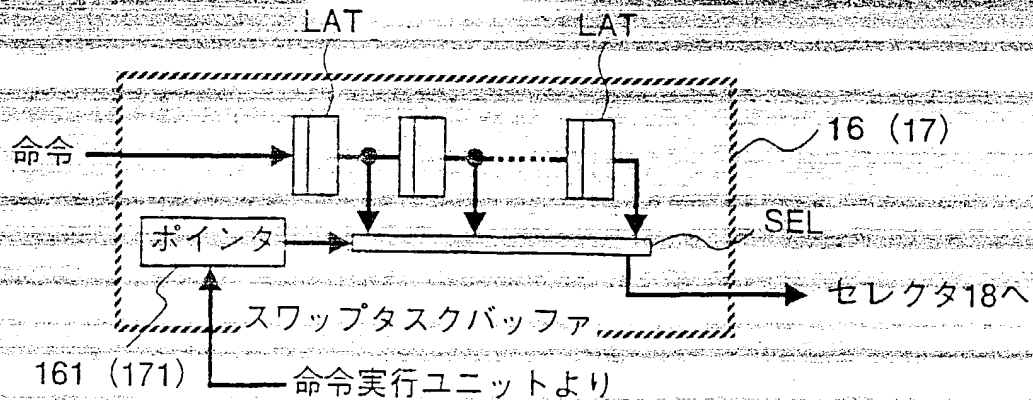 LAT
LAT
命令
16 (17)
ポインタ
SEL
セレクタ18へ
スワップタスクバッファ
161 (171)
命令実行ユニットより